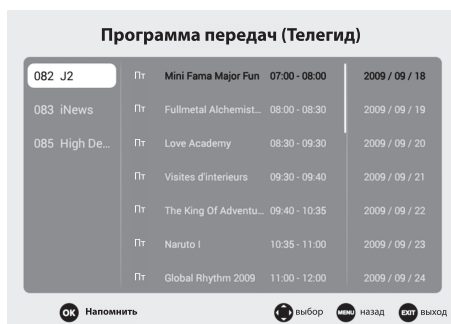 Программа передач (Телегид)
082 J2 Пт Mini Fama Major Fun 07:00 - 08:00 2009 / 09 / 18
083 iNews Пт Fullmetal Alchemist... 08:00 - 08:30 2009 / 09 / 19
085 High De... Пт Love Academy 08:30 - 09:30 2009 / 09 / 20
Пт Visites d'interieurs 09:30 - 09:40 2009 / 09 / 21
Пт The King Of Adventu... 09:40 - 10:35 2009 / 09 / 22
Пт Naruto I 10:35 - 11:00 2009 / 09 / 23
Пт Global Rhythm 2009 11:00 - 12:00 2009 / 09 / 24
OK Напомнить выбор MENU назад EXIT выход